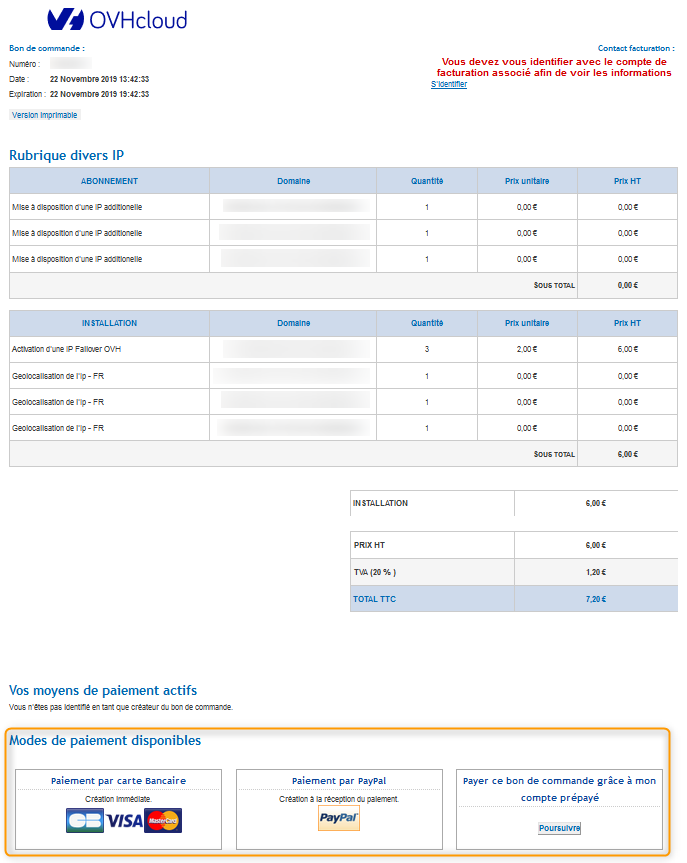 OVHcloud
Bon de commande :
Contact facturation :
Numéro :
Vous devez vous identifier avec le compte de
facturation associé afin de voir les informations
Date : 22 Novembre 2019 13:42:33
S'identifier
Expiration : 22 Novembre 2019 19:42:33
Version imprimable
Rubrique divers IP
ABONNEMENT Domaine Quantité Prix unitaire Prix HT
Mise à disposition d'une IP additionelle 1 0,00 € 0,00 €
Mise à disposition d'une IP additionelle 1 0,00 € 0,00 €
Mise à disposition d'une IP additionelle 1 0,00 € 0,00 €
SOUS TOTAL 0,00 €
INSTALLATION Domaine Quantité Prix unitaire Prix HT
Activation d'une IP Failover OVH 3 2,00 € 6,00 €
Geolocalisation de l'ip - FR 1 0,00 € 0,00 €
Geolocalisation de l'ip - FR 1 0,00 € 0,00 €
Geolocalisation de l'ip - FR 1 0,00 € 0,00 €
SOUS TOTAL 6,00 €
INSTALLATION 6,00 €
PRIX HT 6,00 €
TVA (20 % ) 1,20 €
TOTAL TTC 7,20 €
Vos moyens de paiement actifs
Vous n'êtes pas identifié en tant que créateur du bon de commande.
Modes de paiement disponibles
Paiement par carte Bancaire
Création immédiate.
CB VISA MasterCard
Paiement par PayPal
Création à la réception du paiement.
PayPal
Payer ce bon de commande grâce à mon
compte prépayé
Poursuivre